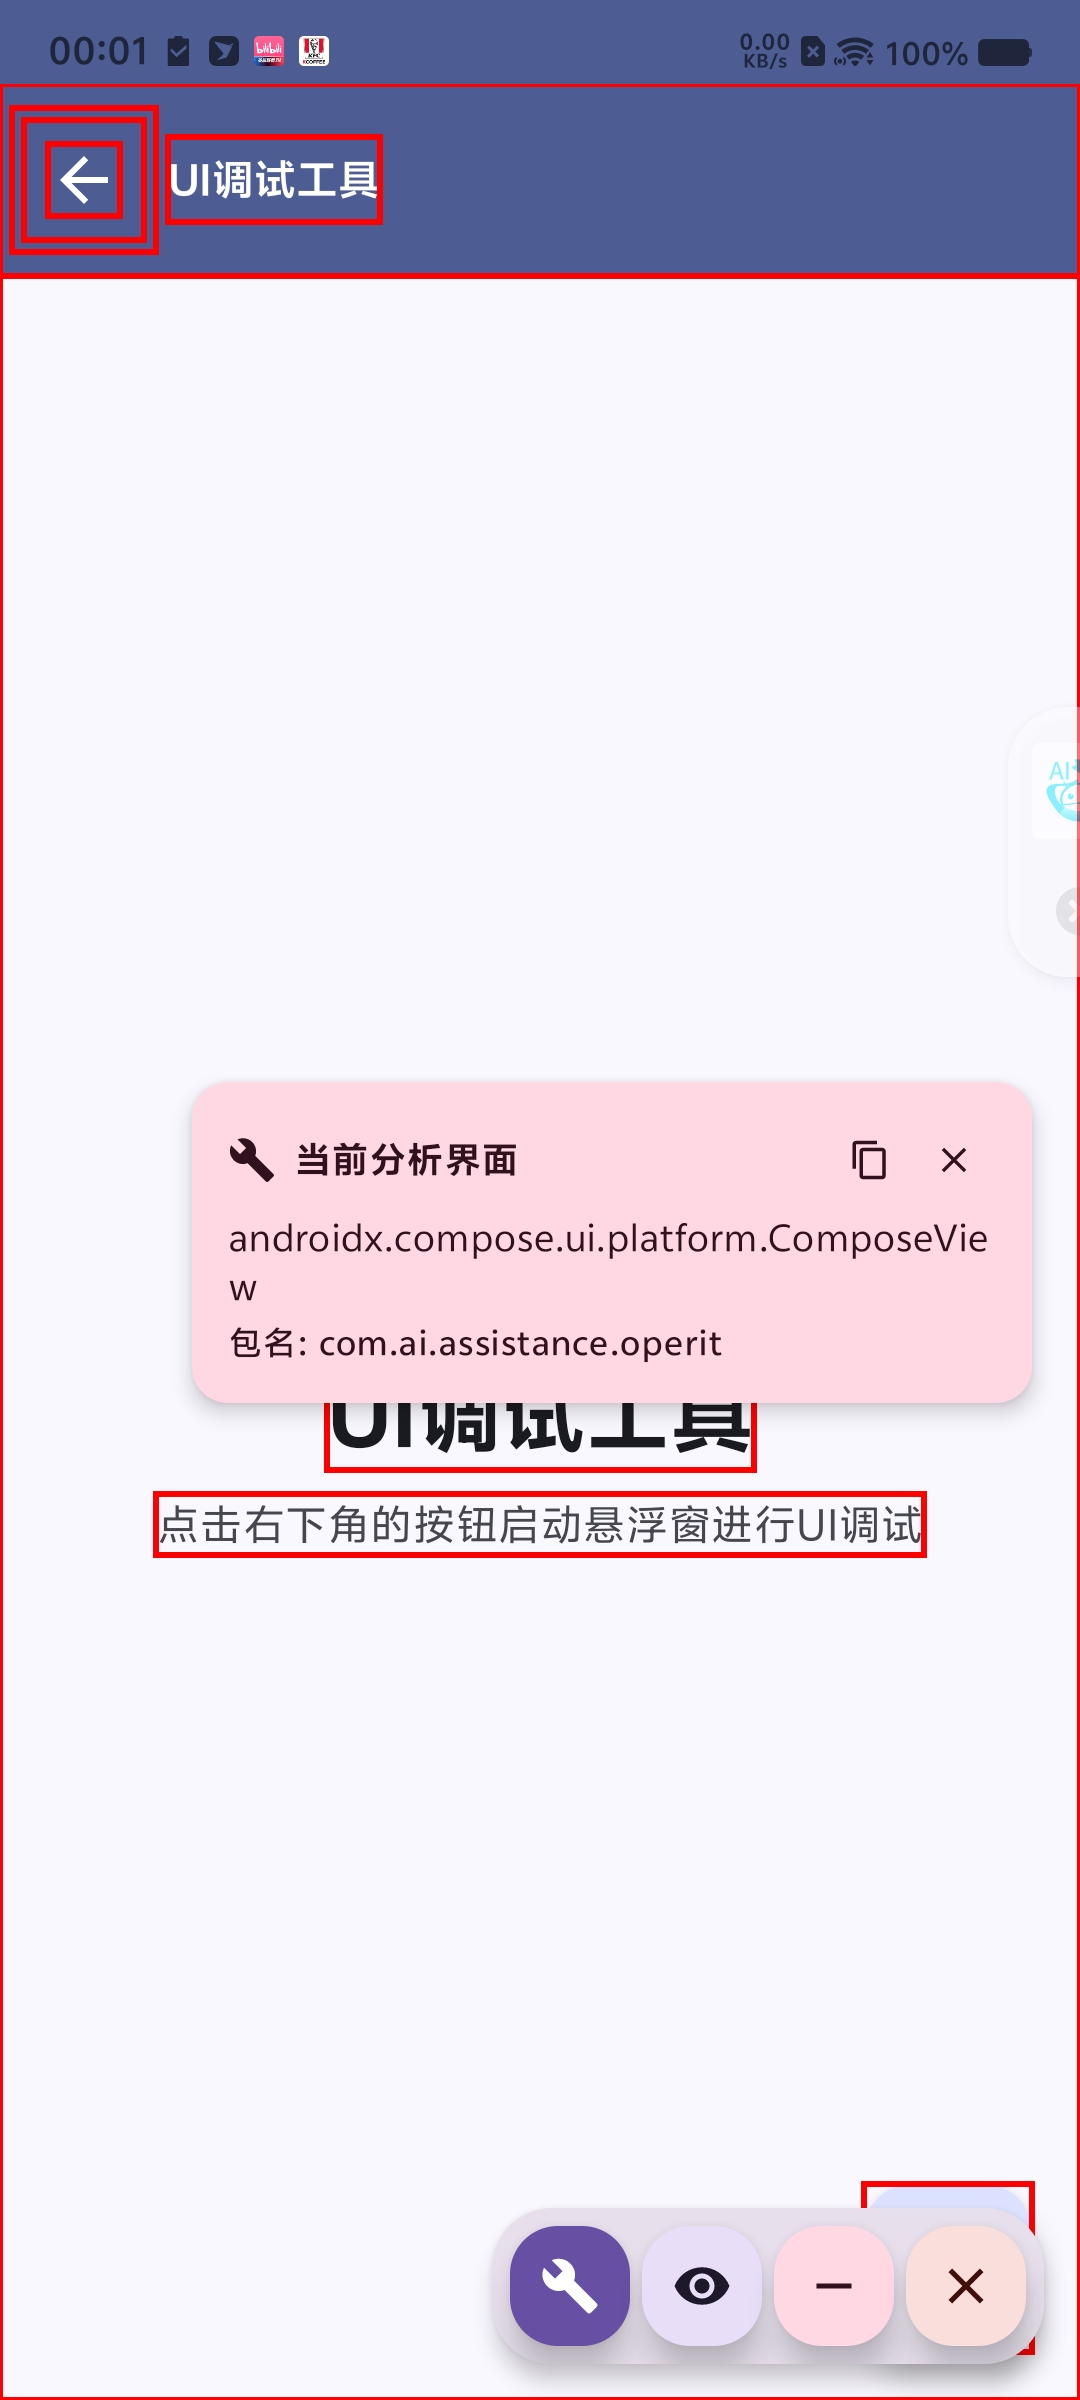 00:01
0.00
KB/s
100%
UI调试工具
AI
当前分析界面
androidx.compose.ui.platform.ComposeVie
w
包名: com.ai.assistance.operit
UI调试工具
点击右下角的按钮启动悬浮窗进行UI调试